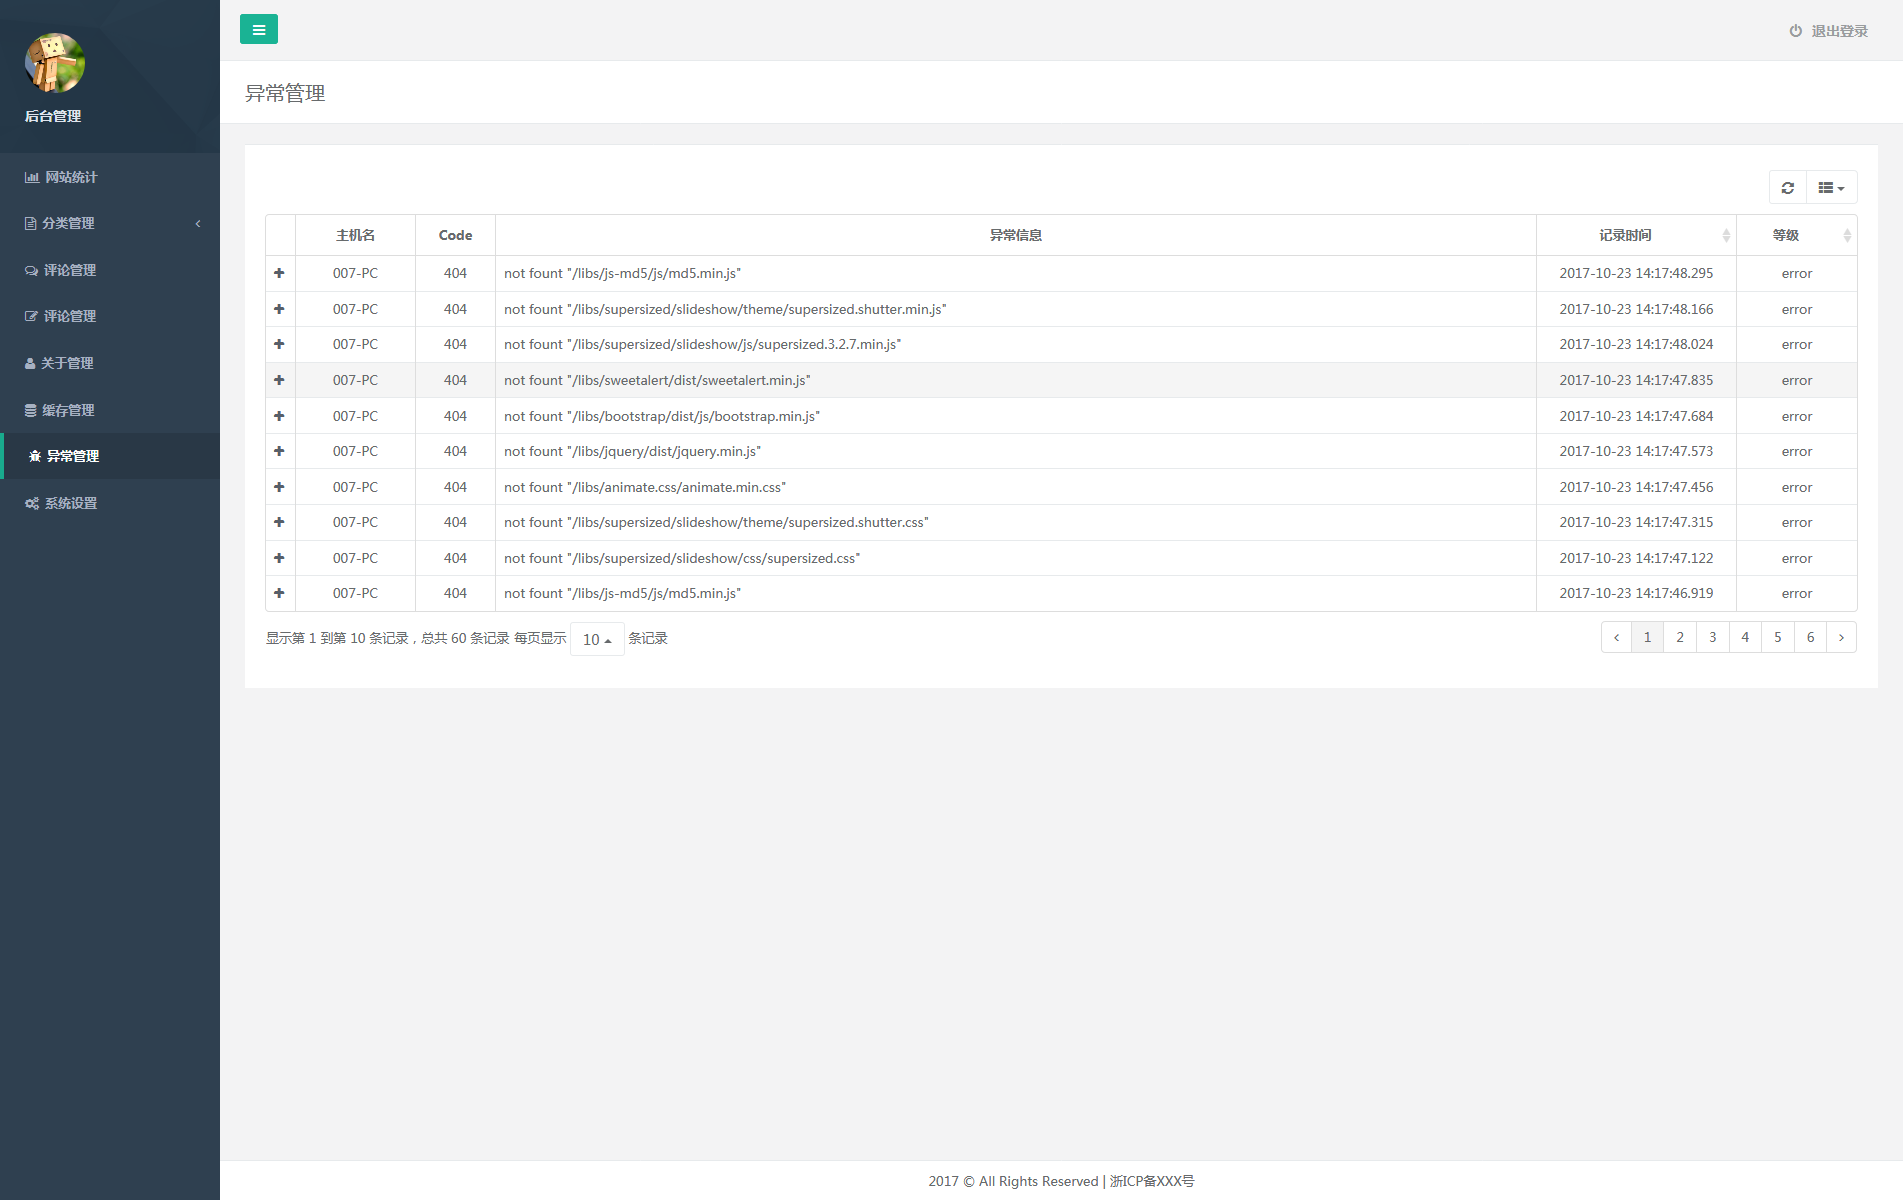 退出登录
后台管理
网站统计
分类管理
评论管理
评论管理
关于管理
缓存管理
异常管理
系统设置
异常管理
主机名 Code 异常信息 记录时间 等级
007-PC 404 not fount "/libs/js-md5/js/md5.min.js" 2017-10-23 14:17:48.295 error
007-PC 404 not fount "/libs/supersized/slideshow/theme/supersized.shutter.min.js" 2017-10-23 14:17:48.166 error
007-PC 404 not fount "/libs/supersized/slideshow/js/supersized.3.2.7.min.js" 2017-10-23 14:17:48.024 error
007-PC 404 not fount "/libs/sweetalert/dist/sweetalert.min.js" 2017-10-23 14:17:47.835 error
007-PC 404 not fount "/libs/bootstrap/dist/js/bootstrap.min.js" 2017-10-23 14:17:47.684 error
007-PC 404 not fount "/libs/jquery/dist/jquery.min.js" 2017-10-23 14:17:47.573 error
007-PC 404 not fount "/libs/animate.css/animate.min.css" 2017-10-23 14:17:47.456 error
007-PC 404 not fount "/libs/supersized/slideshow/theme/supersized.shutter.css" 2017-10-23 14:17:47.315 error
007-PC 404 not fount "/libs/supersized/slideshow/css/supersized.css" 2017-10-23 14:17:47.122 error
007-PC 404 not fount "/libs/js-md5/js/md5.min.js" 2017-10-23 14:17:46.919 error
显示第 1 到第 10 条记录，总共 60 条记录 每页显示 10 条记录 ‹ 1 2 3 4 5 6 ›
2017 © All Rights Reserved | 浙ICP备XXX号